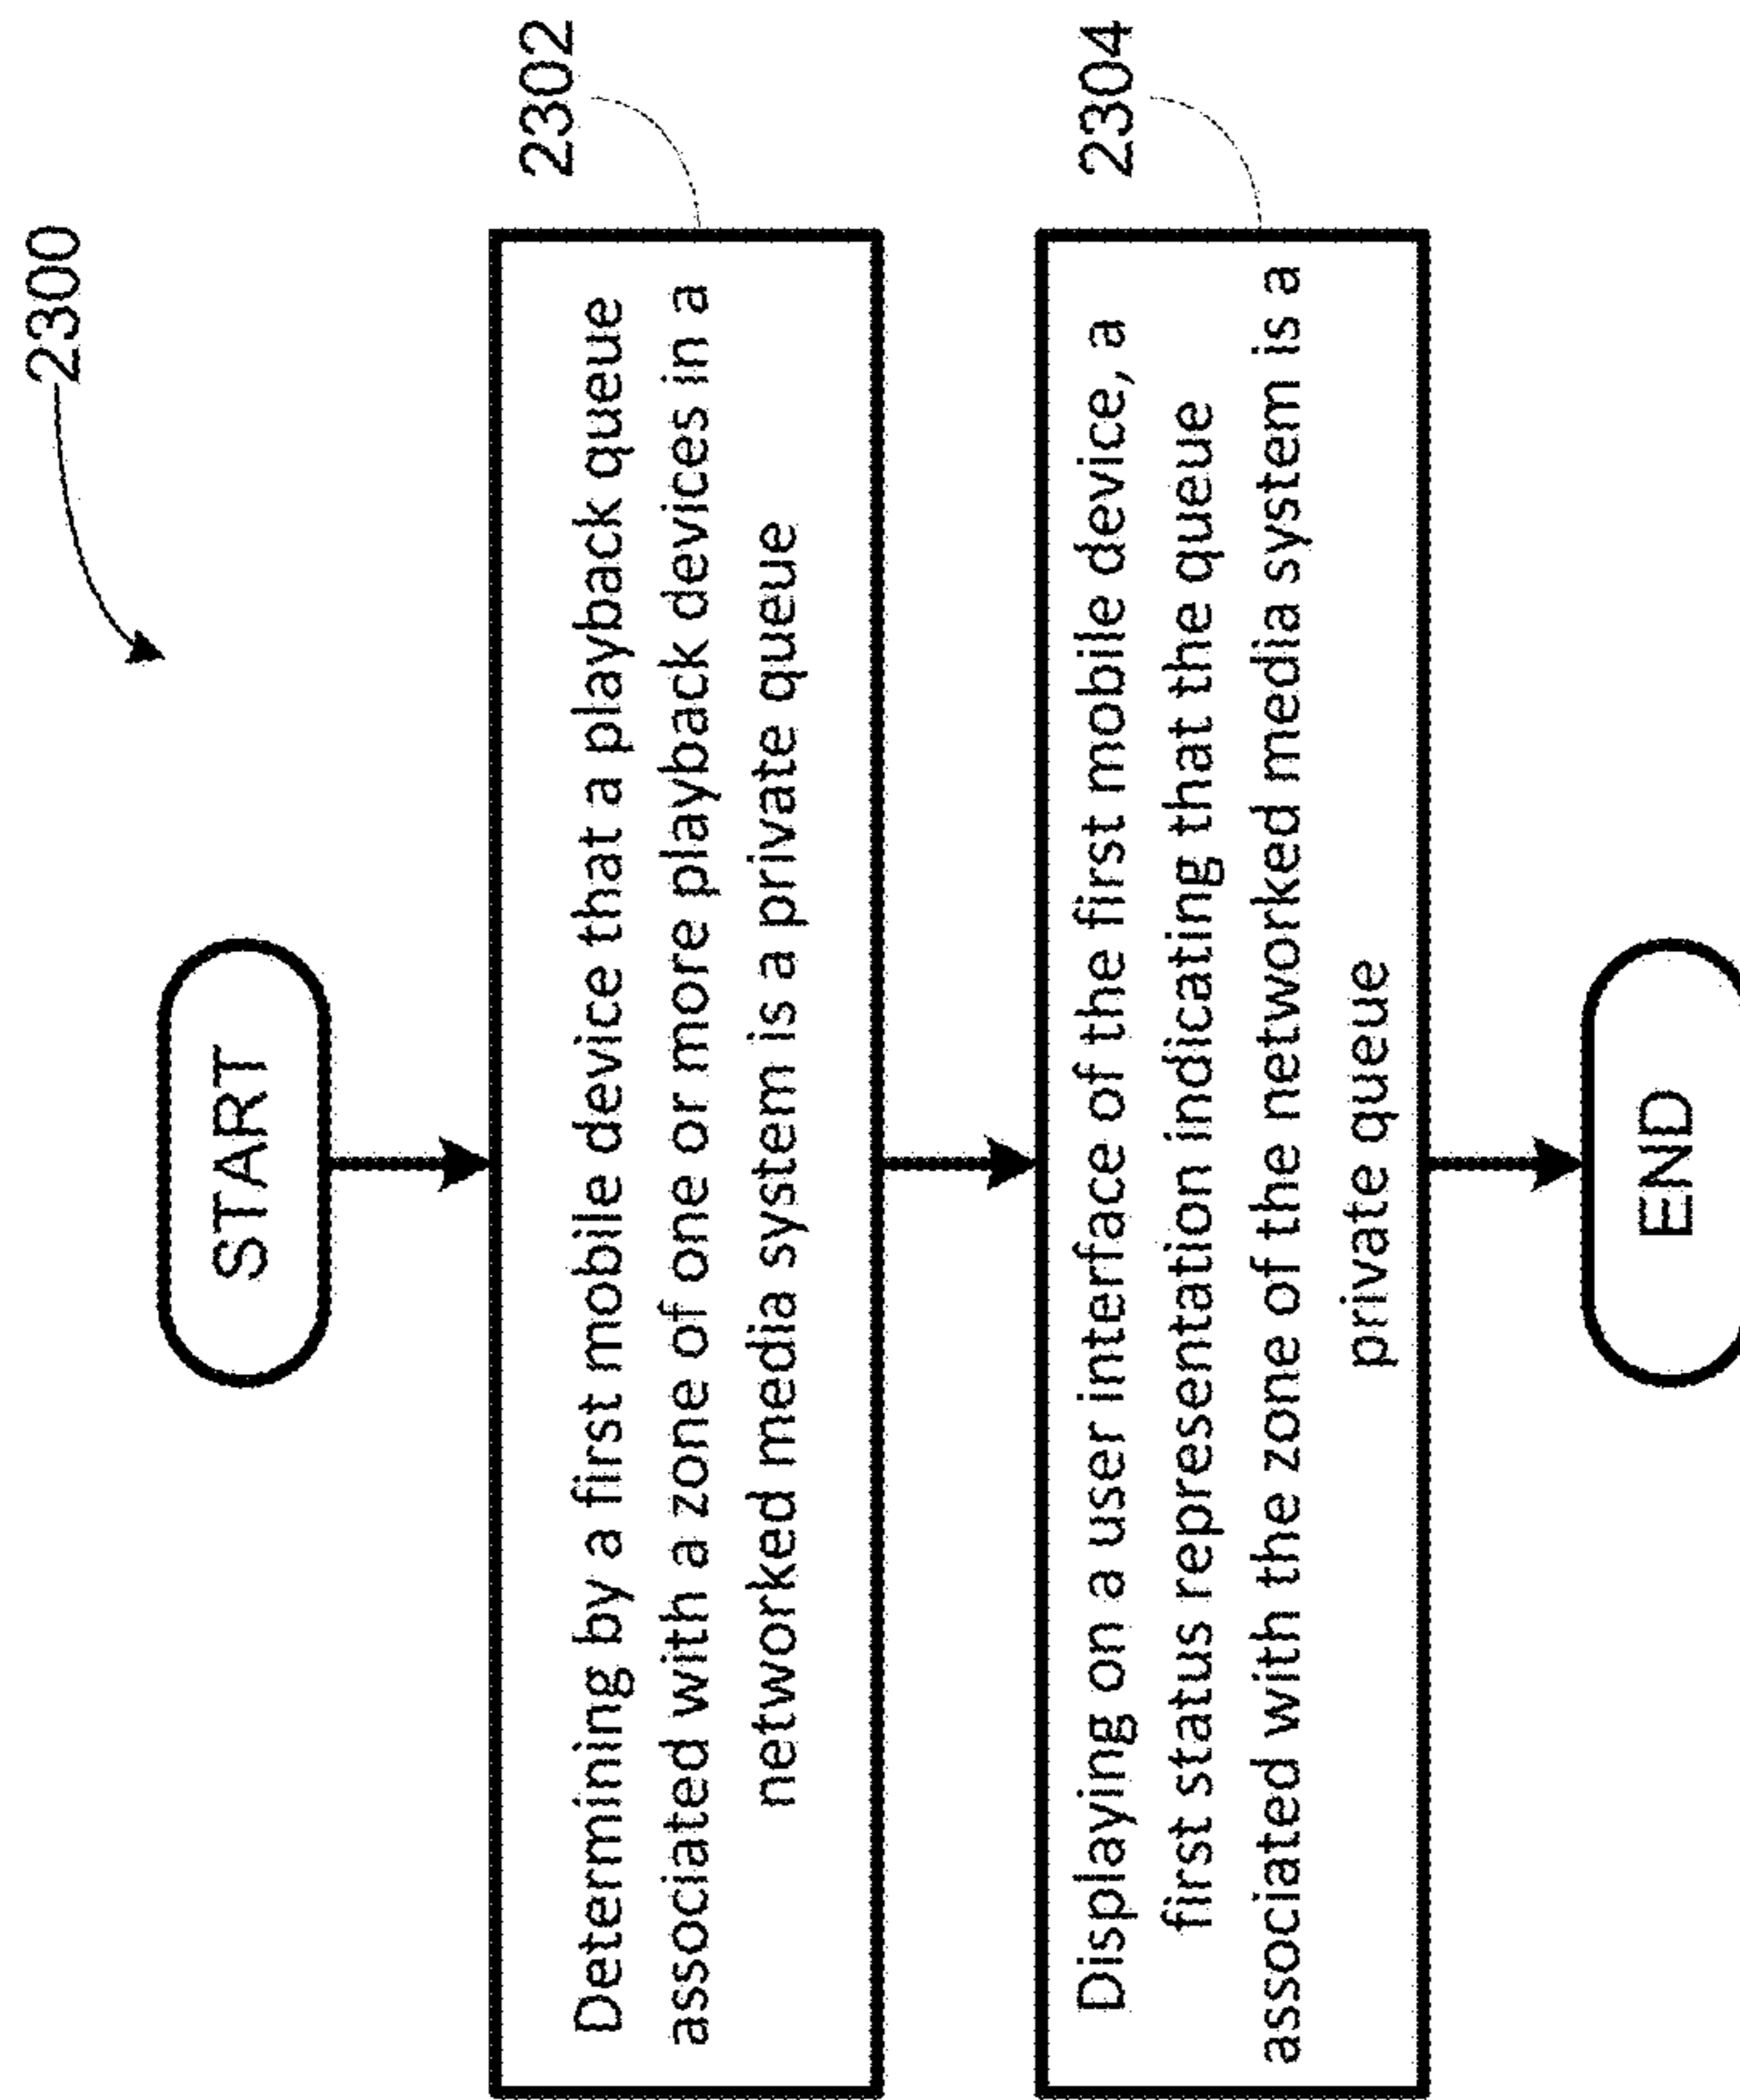 2300
START
Determining by a first mobile device that a playback queue
associated with a zone of one or more playback devices in a
networked media system is a private queue
2302
Displaying on a user interface of the first mobile device, a
first status representation indicating that the queue
associated with the zone of the networked media system is a
private queue
2304
END